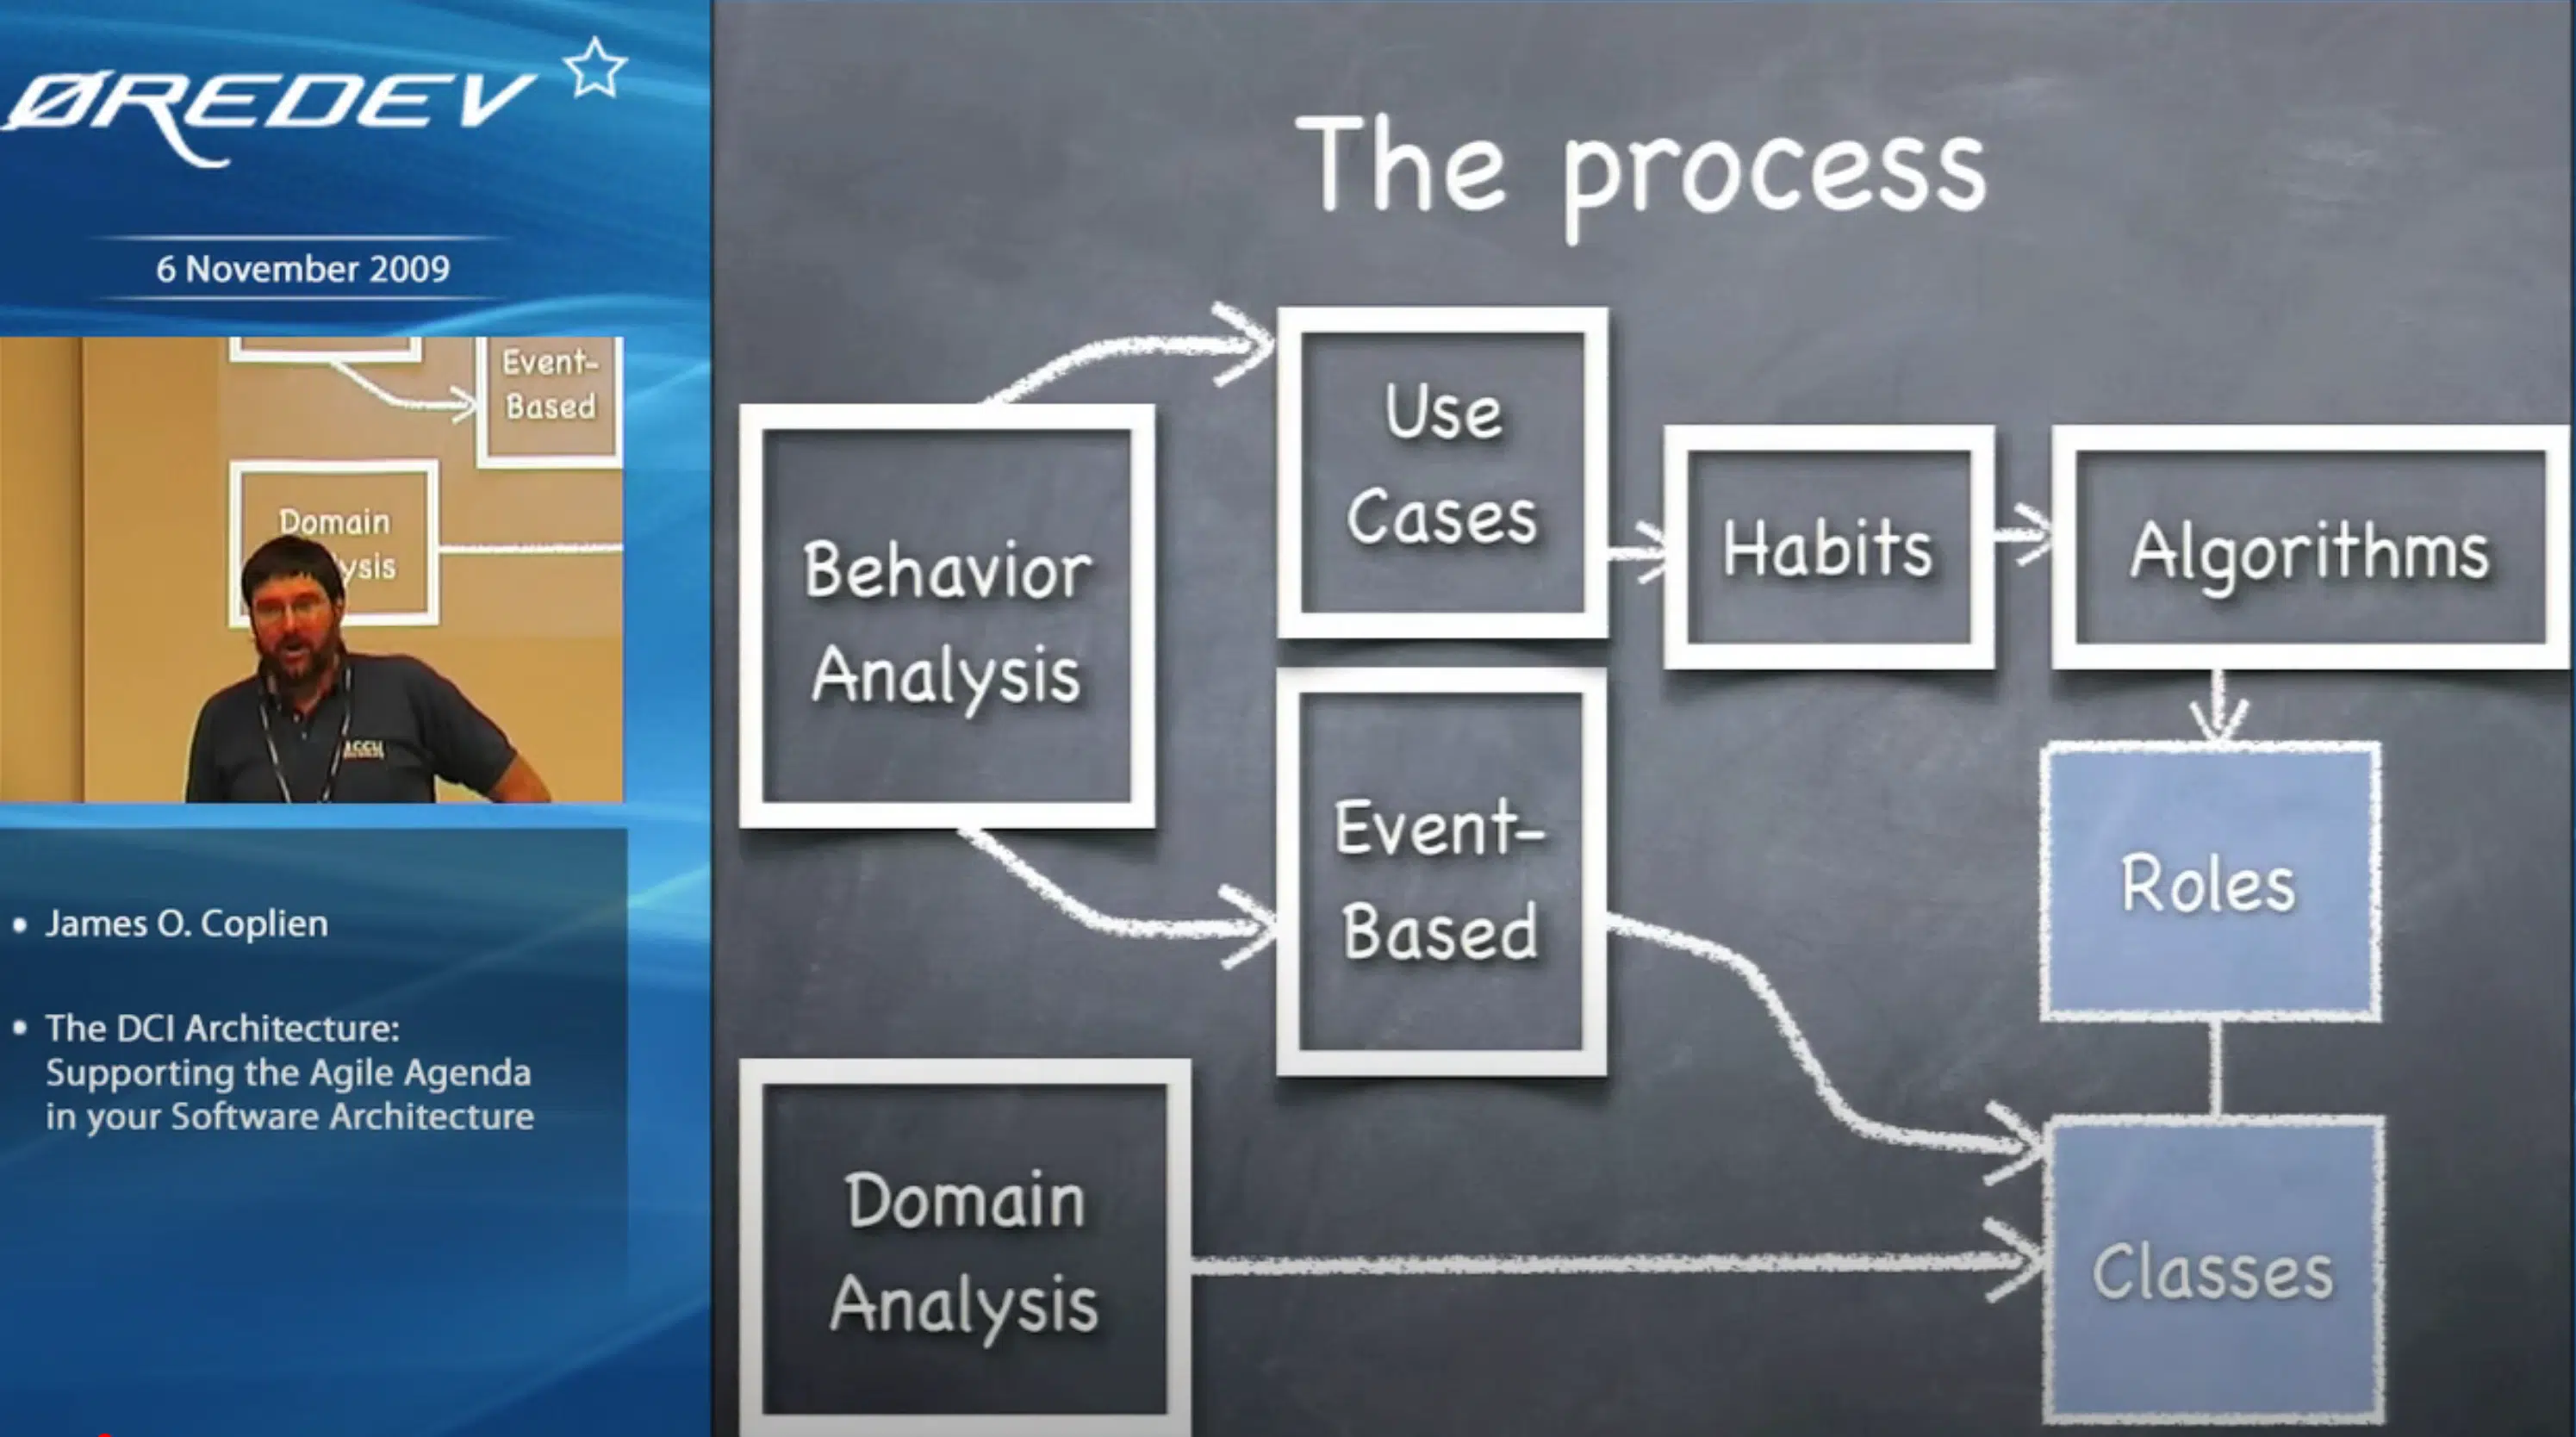 ØREDEV
6 November 2009
Event-
Based
Domain
ysis
ACCU
• James O. Coplien
• The DCI Architecture:
Supporting the Agile Agenda
in your Software Architecture
The process
Behavior
Analysis
Use
Cases
Habits
Algorithms
Event-
Based
Roles
Domain
Analysis
Classes